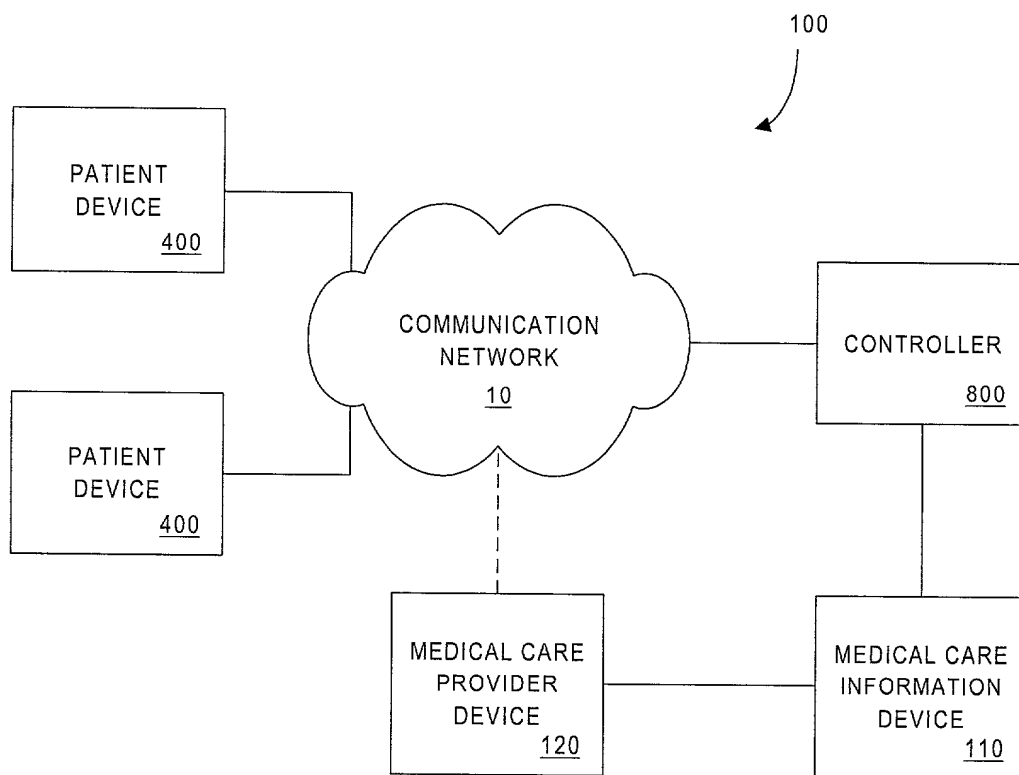 100
PATIENT
DEVICE
400
COMMUNICATION
NETWORK
10
CONTROLLER
800
PATIENT
DEVICE
400
MEDICAL CARE
PROVIDER
DEVICE
120
MEDICAL CARE
INFORMATION
DEVICE
110